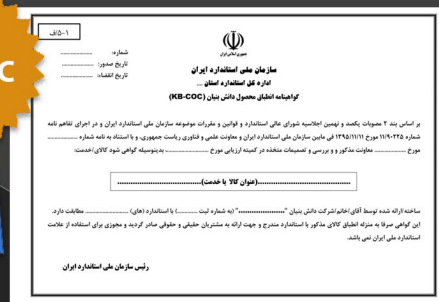 ۱-۵/الف
C
جمهوری اسلامی ایران
شماره: ................
تاریخ صدور: ................
تاریخ انقضاء: ................
سازمان ملی استاندارد ایران
اداره کل استاندارد استان ...
گواهینامه انطباق محصول دانش بنیان (KB-COC)
بر اساس بند ۲ مصوبات یکصد و نهمین اجلاسیه شورای عالی استاندارد و قوانین و مقررات موضوعه سازمان ملی استاندارد ایران و در اجرای تفاهم نامه
شماره ۱۱/۹۰۲۲۵ مورخ ۱۳۹۵/۱۱/۱۱ فی مابین سازمان ملی استاندارد ایران و معاونت علمی و فناوری ریاست جمهوری، و با استناد به نامه شماره ................
مورخ ................ معاونت مذکور و و بررسی و تصمیمات متخذه در کمیته ارزیابی مورخ ................ بدینوسیله گواهی شود کالای/خدمت:
................(عنوان کالا یا خدمت)................
ساخته/ارائه شده توسط آقای/خانم/شرکت دانش بنیان "................" (به شماره ثبت ............) با استاندارد (های) ................ مطابقت دارد.
این گواهی صرفا به منزله انطباق کالای مذکور با استاندارد مندرج و جهت ارائه به مشتریان حقیقی و حقوقی صادر گردید و مجوزی برای استفاده از علامت
استاندارد ملی ایران نمی باشد.
رئیس سازمان ملی استاندارد ایران